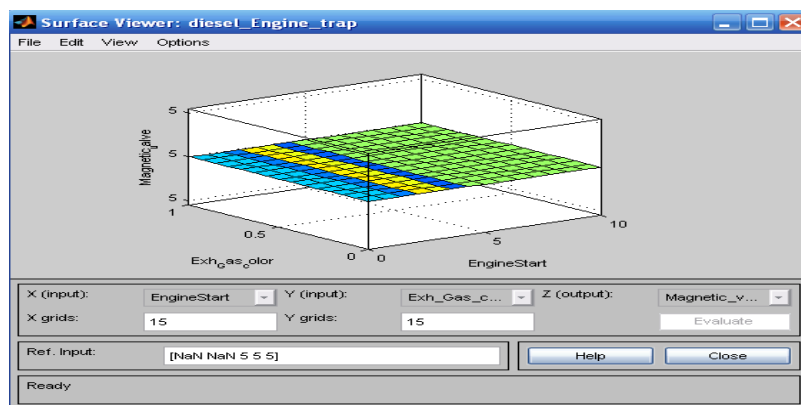 Surface Viewer: diesel_Engine_trap
File Edit View Options
5
5
5
Magnetic_valve
1
0.5
0
Exh_Gas_color
0
5
10
EngineStart
X (input): EngineStart Y (input): Exh_Gas_c... Z (output): Magnetic_v...
X grids: 15 Y grids: 15 Evaluate
Ref. Input: [NaN NaN 5 5 5] Help Close
Ready